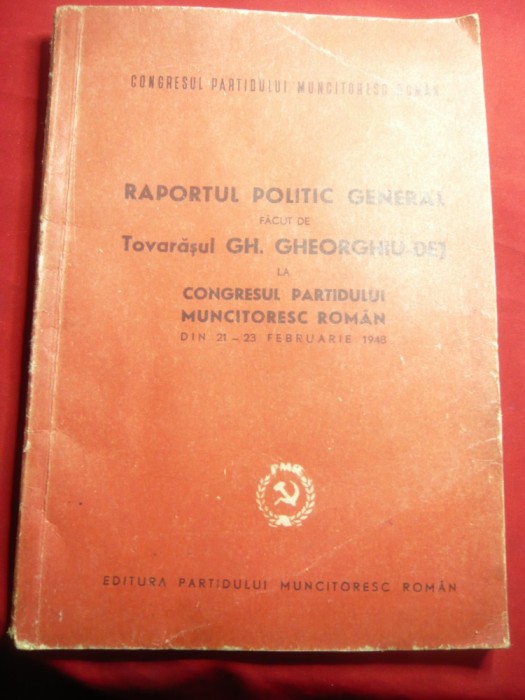 CONGRESUL PARTIDULUI MUNCITORESC ROMÂN
RAPORTUL POLITIC GENERAL
FĂCUT DE
Tovarășul GH. GHEORGHIU-DEJ
LA
CONGRESUL PARTIDULUI
MUNCITORESC ROMÂN
DIN 21 – 23 FEBRUARIE 1948
PMR
EDITURA PARTIDULUI MUNCITORESC ROMÂN